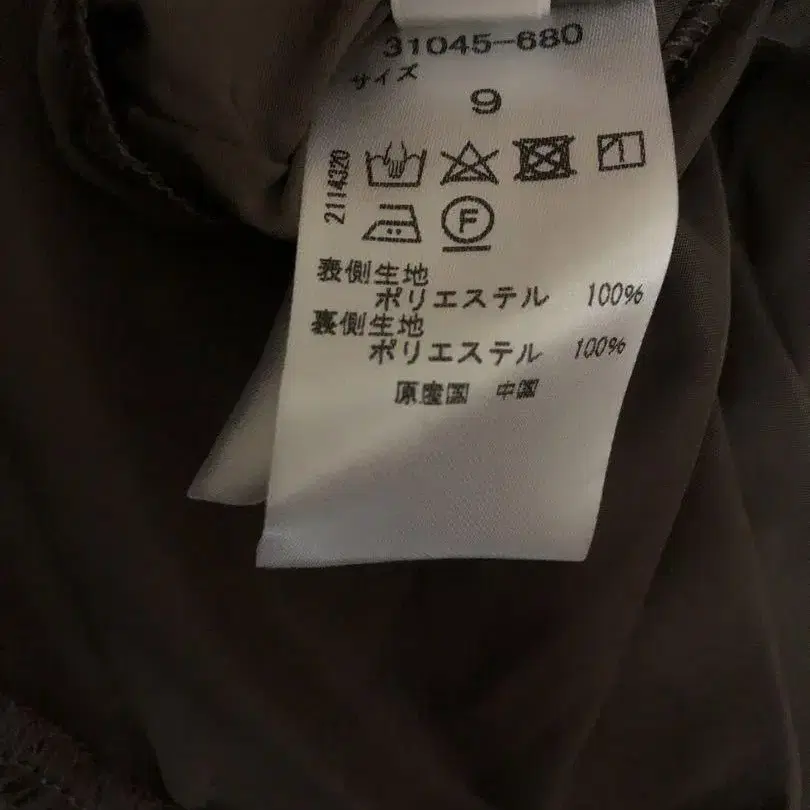 31045-680
サイズ
9
2114320
F
表側生地
ポリエステル 100%
裏側生地
ポリエステル 100%
原産国 中国